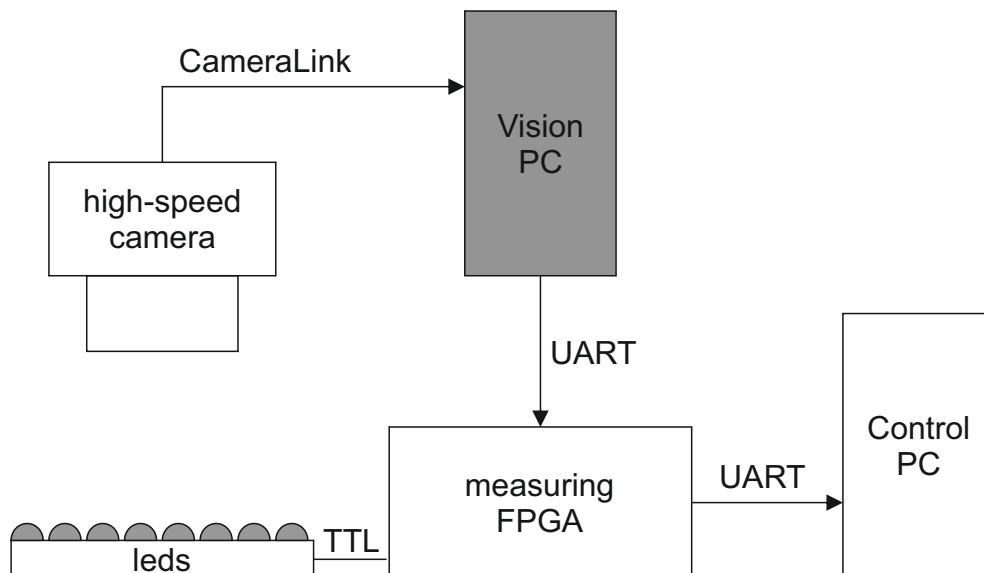 CameraLink
Vision
PC
high-speed
camera
UART
Control
PC
measuring
FPGA
UART
TTL
leds